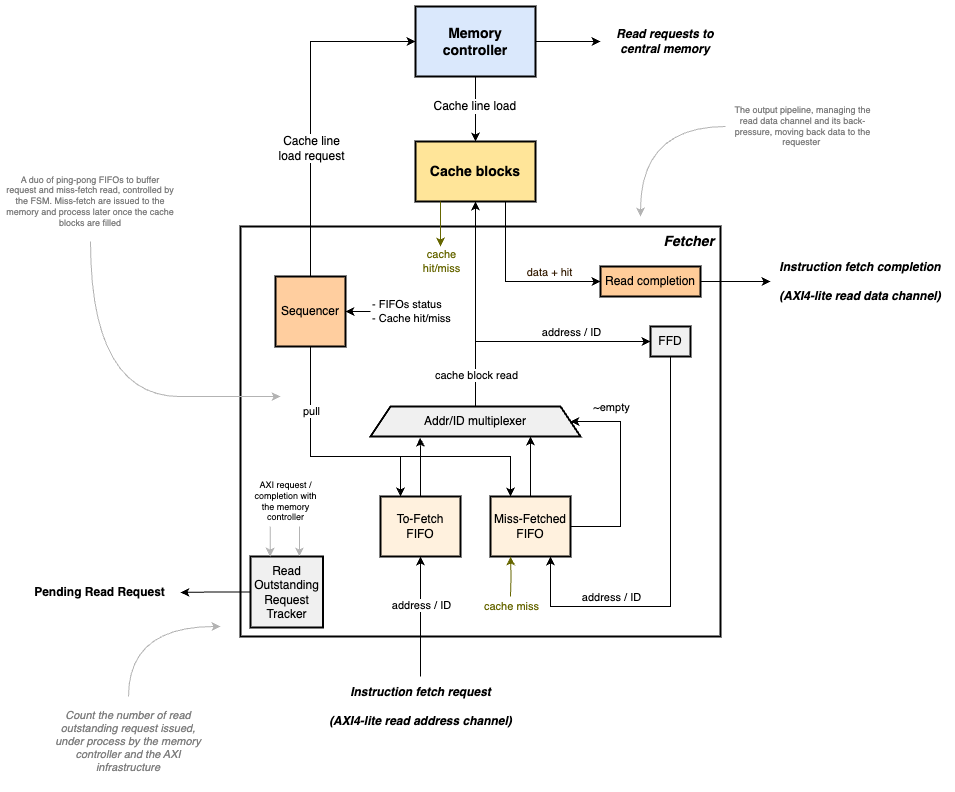 Memory
controller
Read requests to
central memory
Cache line load
The output pipeline, managing the
read data channel and its back-
pressure, moving back data to the
requester
Cache line
load request
Cache blocks
A duo of ping-pong FIFOs to buffer
request and miss-fetch read, controlled by
the FSM. Miss-fetch are issued to the
memory and process later once the cache
blocks are filled
Fetcher
cache
hit/miss
data + hit
Read completion
Instruction fetch completion
(AXI4-lite read data channel)
Sequencer
- FIFOs status
- Cache hit/miss
address / ID
FFD
cache block read
pull
Addr/ID multiplexer
~empty
AXI request /
completion with
the memory
controller
To-Fetch
FIFO
Miss-Fetched
FIFO
Pending Read Request
Read
Outstanding
Request
Tracker
address / ID
cache miss
address / ID
Instruction fetch request
(AXI4-lite read address channel)
Count the number of read
outstanding request issued,
under process by the memory
controller and the AXI
infrastructure